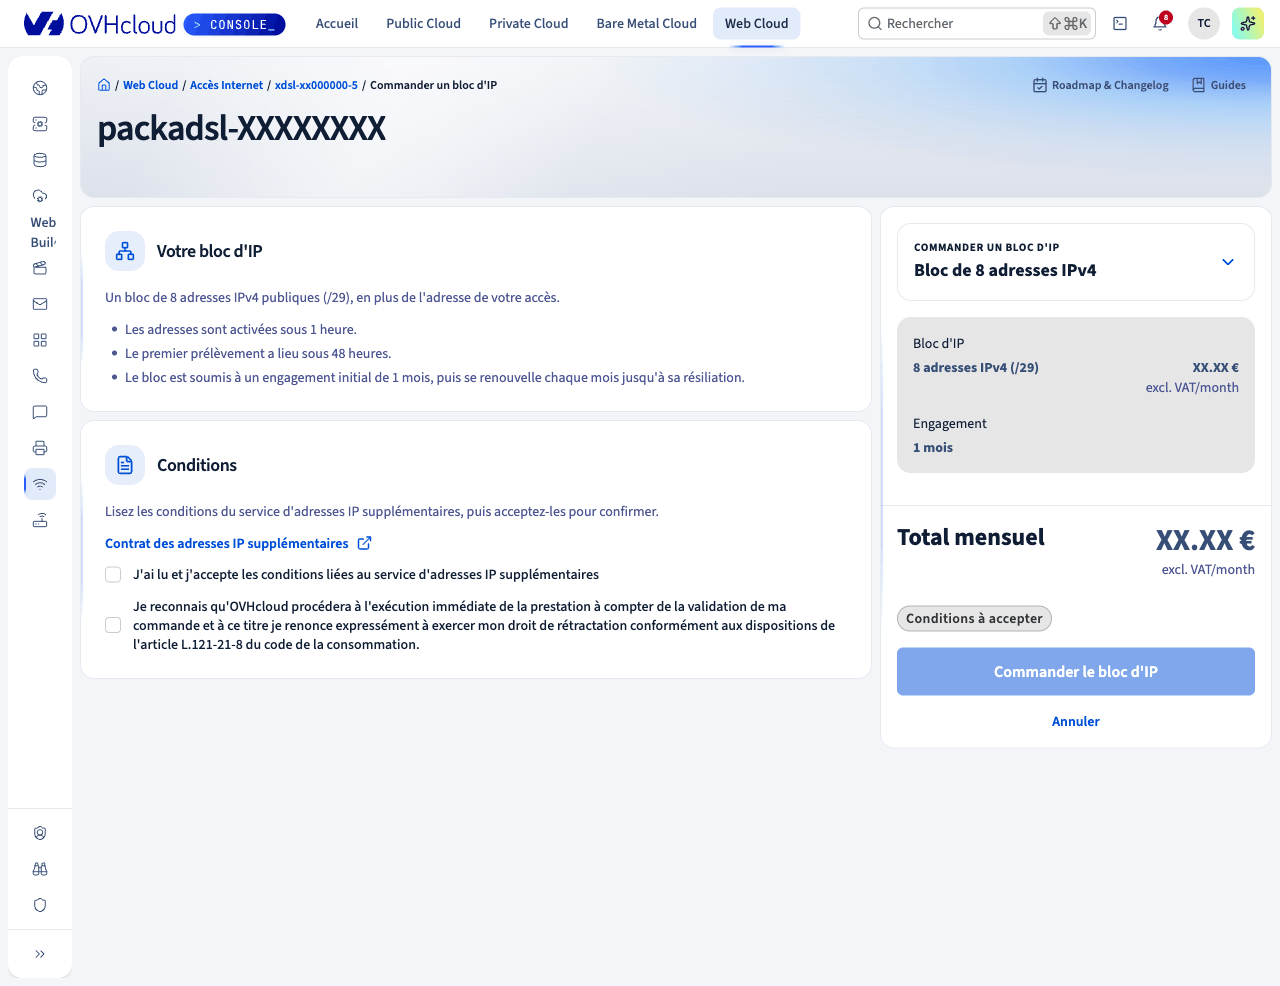 OVHcloud > CONSOLE_
Accueil
Public Cloud
Private Cloud
Bare Metal Cloud
Web Cloud
Rechercher
⇧⌘K
8
TC
/ Web Cloud / Accès Internet / xdsl-xx000000-5 / Commander un bloc d'IP
Roadmap & Changelog
Guides
packadsl-XXXXXXXX
Web
Buil
Votre bloc d'IP
Un bloc de 8 adresses IPv4 publiques (/29), en plus de l'adresse de votre accès.
• Les adresses sont activées sous 1 heure.
• Le premier prélèvement a lieu sous 48 heures.
• Le bloc est soumis à un engagement initial de 1 mois, puis se renouvelle chaque mois jusqu'à sa résiliation.
Conditions
Lisez les conditions du service d'adresses IP supplémentaires, puis acceptez-les pour confirmer.
Contrat des adresses IP supplémentaires
J'ai lu et j'accepte les conditions liées au service d'adresses IP supplémentaires
Je reconnais qu'OVHcloud procédera à l'exécution immédiate de la prestation à compter de la validation de ma
commande et à ce titre je renonce expressément à exercer mon droit de rétractation conformément aux dispositions de
l'article L.121-21-8 du code de la consommation.
COMMANDER UN BLOC D'IP
Bloc de 8 adresses IPv4
Bloc d'IP
8 adresses IPv4 (/29)
XX.XX €
excl. VAT/month
Engagement
1 mois
Total mensuel
XX.XX €
excl. VAT/month
Conditions à accepter
Commander le bloc d'IP
Annuler